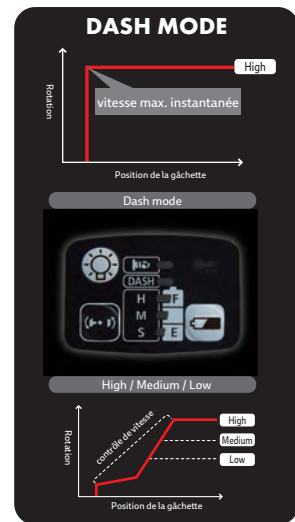 DASH MODE
Rotation
High
vitesse max. instantanée
Position de la gâchette
Dash mode
DASH
H
F
M
S
E
High / Medium / Low
Rotation
contrôle de vitesse
High
Medium
Low
Position de la gâchette